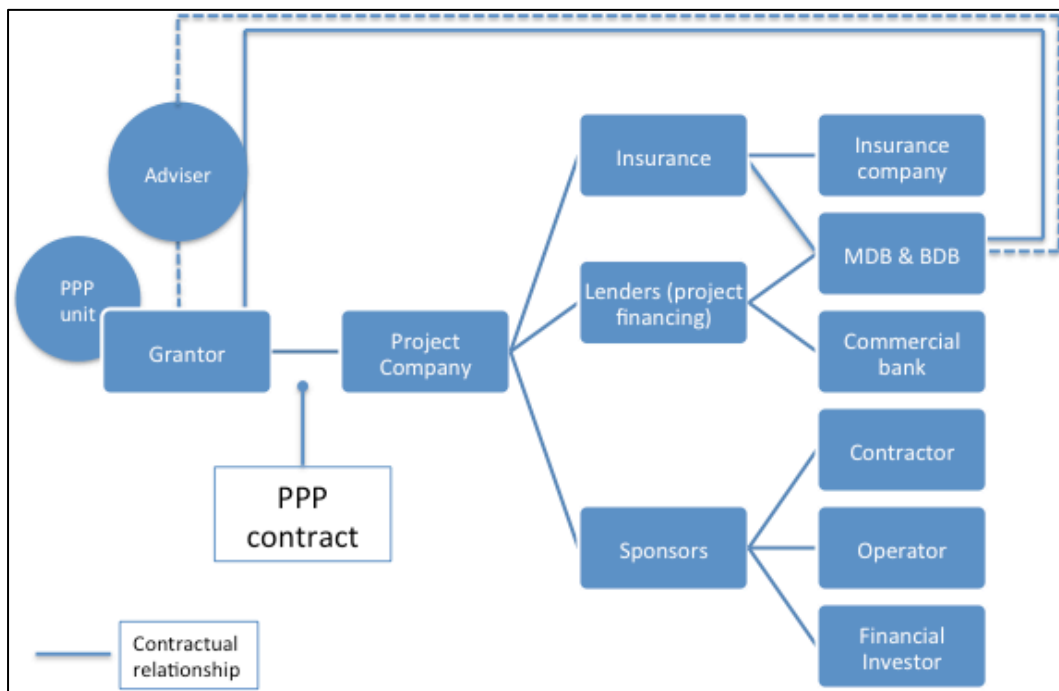 Adviser
PPP
unit
Grantor
Project
Company
PPP
contract
Insurance
Lenders (project
financing)
Sponsors
Insurance
company
MDB & BDB
Commercial
bank
Contractor
Operator
Financial
Investor
Contractual
relationship